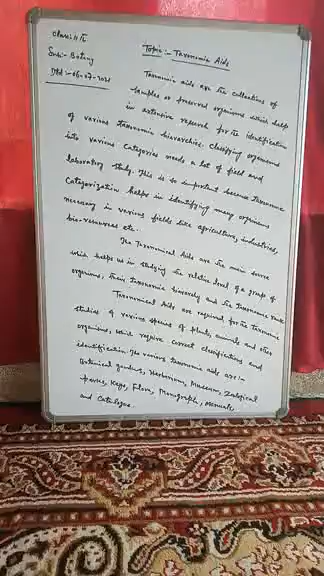 Class: 11th
Sub:- Botany
Dtd:- 06-07-2021
Topic:- Taxonomic Aids
Taxonomic aids are the collections of
samples or preserved organisms which help
in extensive research for the identification
of various taxonomic hierarchies. classifying organisms
into various categories needs a lot of field and
laboratory study. This is so important because taxonomic
Categorization helps in identifying many organisms
necessary in various fields like agriculture, industries,
bio-resources etc.
The Taxonomical Aids are the main source
which helps us in studying the relative level of a group of
organisms, their taxonomic hierarchy and the taxonomic rank
Taxonomical Aids are required for the taxonomic
studies of various species of plants, animals and other
organisms, which require correct classifications and
identification. The various taxonomic aids are:-
Botanical gardens, Herbarium, Museum, Zoological
parks, Keys, Flora, Monographs, Manuals
and Catalogue.